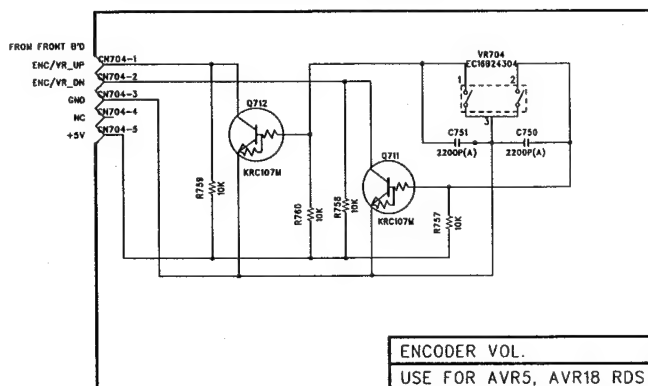 FROM FRONT B'D
ENC/VR_UP
CN704-1
ENC/VR_DN
CN704-2
GND
CN704-3
NC
CN704-4
+5V
CN704-5
Q712
KRC107M
Q711
KRC107M
R759
10K
R760
10K
R758
10K
R757
10K
VR704
EC16B24304
1
2
3
C751
2200P(A)
C750
2200P(A)
ENCODER VOL.
USE FOR AVR5, AVR18 RDS